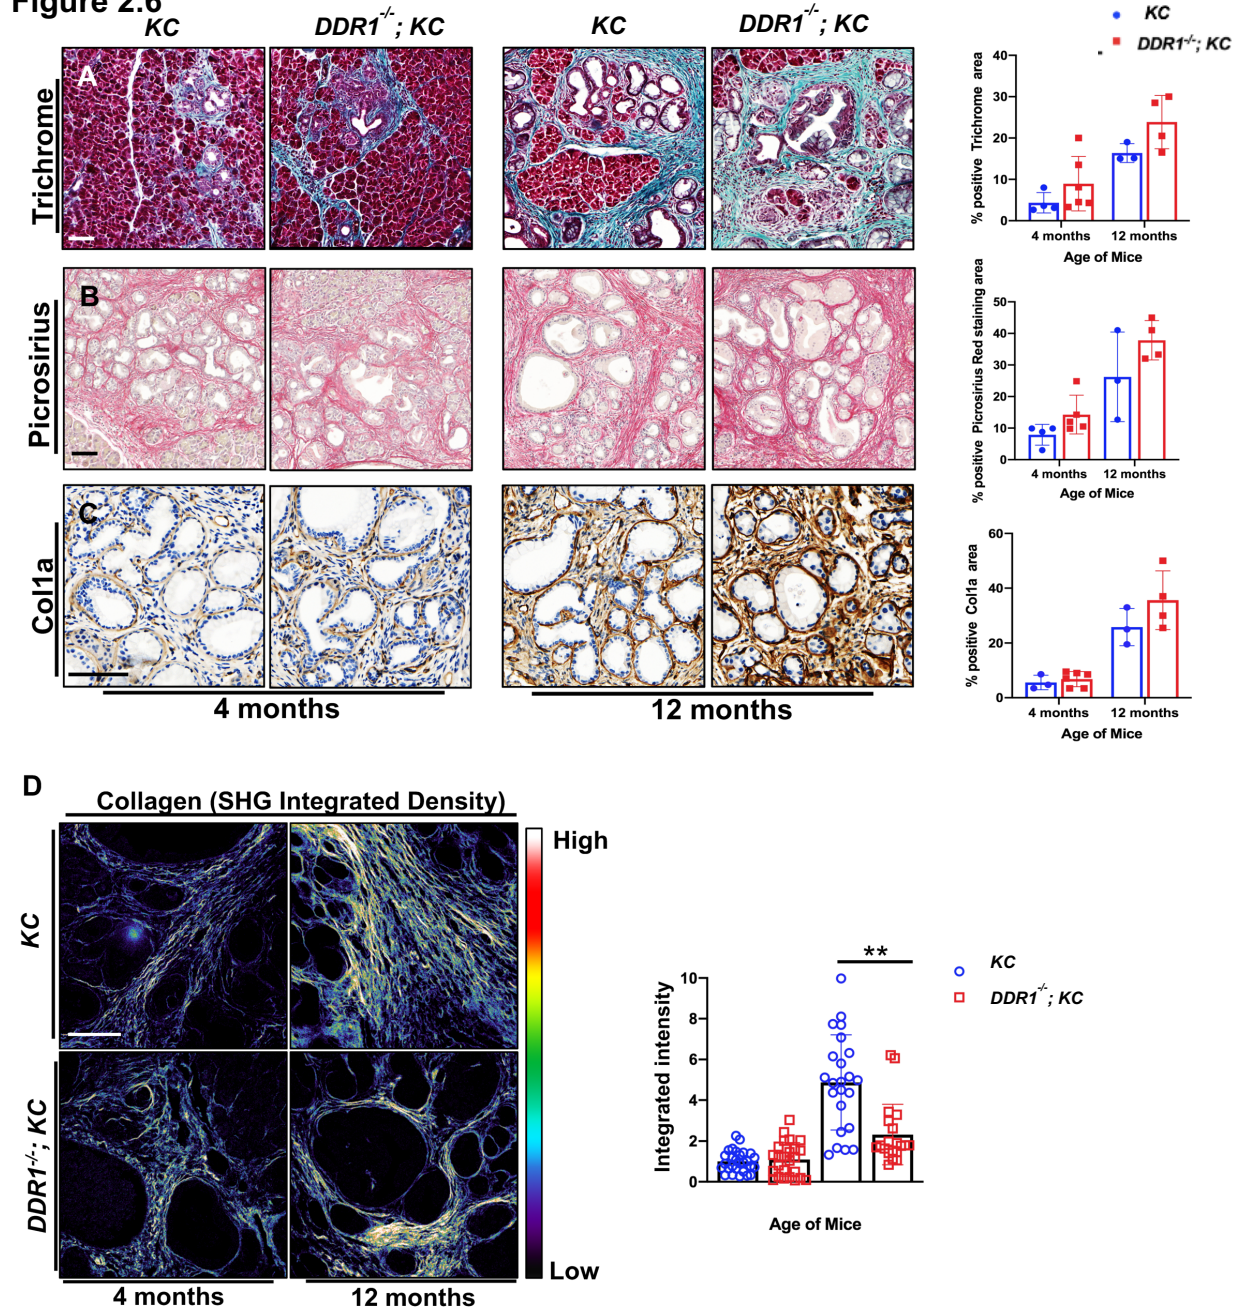 Figure 2.6
KC
DDR1-/-; KC
KC
DDR1-/-; KC
KC
DDR1-/-; KC
Trichrome
A
% positive Trichrome area
40
30
20
10
0
4 months
12 months
Age of Mice
Picrosirius
B
% positive Picrosirius Red staining area
50
40
30
20
10
0
4 months
12 months
Age of Mice
Col1a
C
% positive Col1a area
60
40
20
0
4 months
12 months
Age of Mice
4 months
12 months
D
Collagen (SHG Integrated Density)
KC
DDR1-/-; KC
High
Low
4 months
12 months
Integrated intensity
10
8
6
4
2
0
**
Age of Mice
KC
DDR1-/-; KC